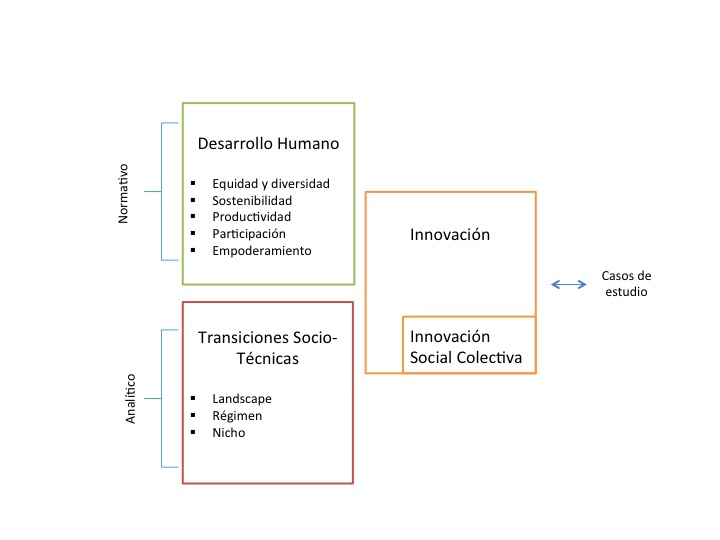 Normativo
Desarrollo Humano
▪ Equidad y diversidad
▪ Sostenibilidad
▪ Productividad
▪ Participación
▪ Empoderamiento
Analítico
Transiciones Socio-
Técnicas
▪ Landscape
▪ Régimen
▪ Nicho
Innovación
Innovación
Social Colectiva
Casos de
estudio